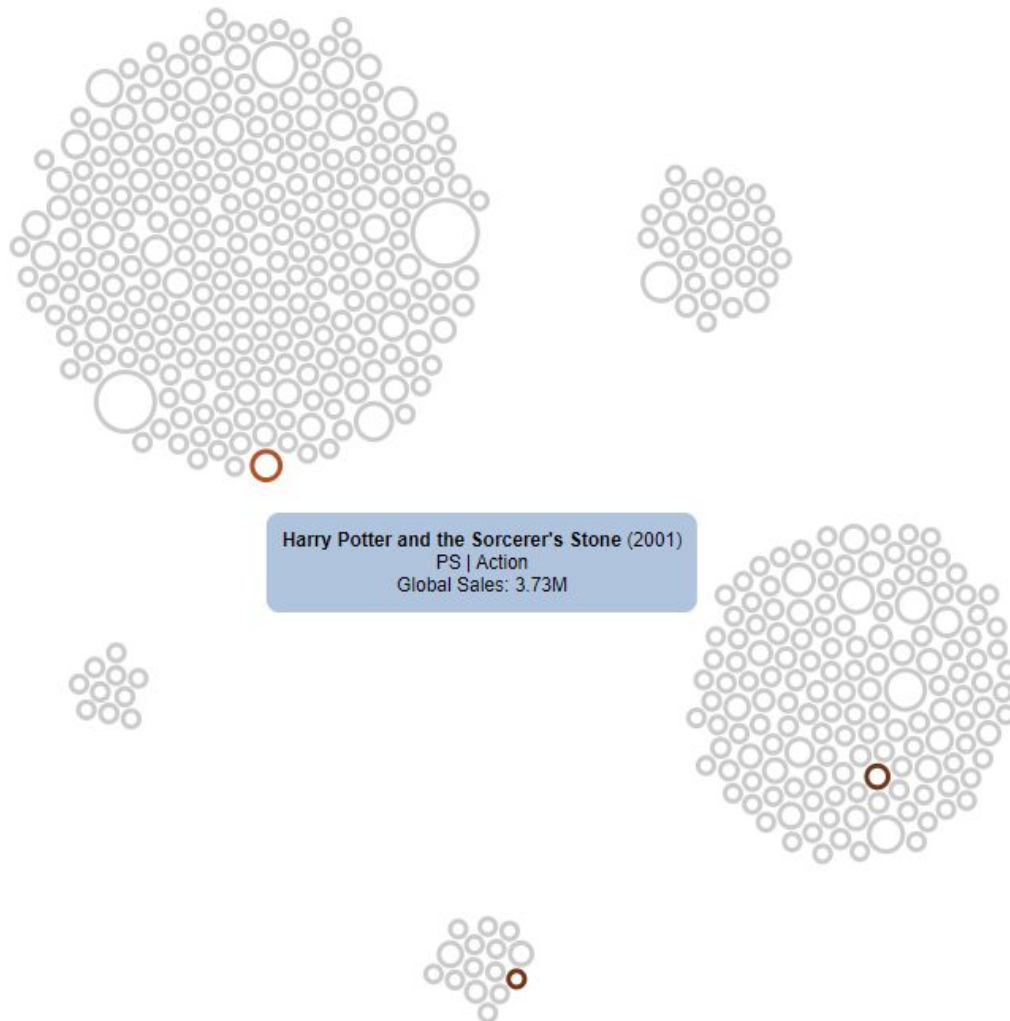 Harry Potter and the Sorcerer's Stone (2001)
PS | Action
Global Sales: 3.73M